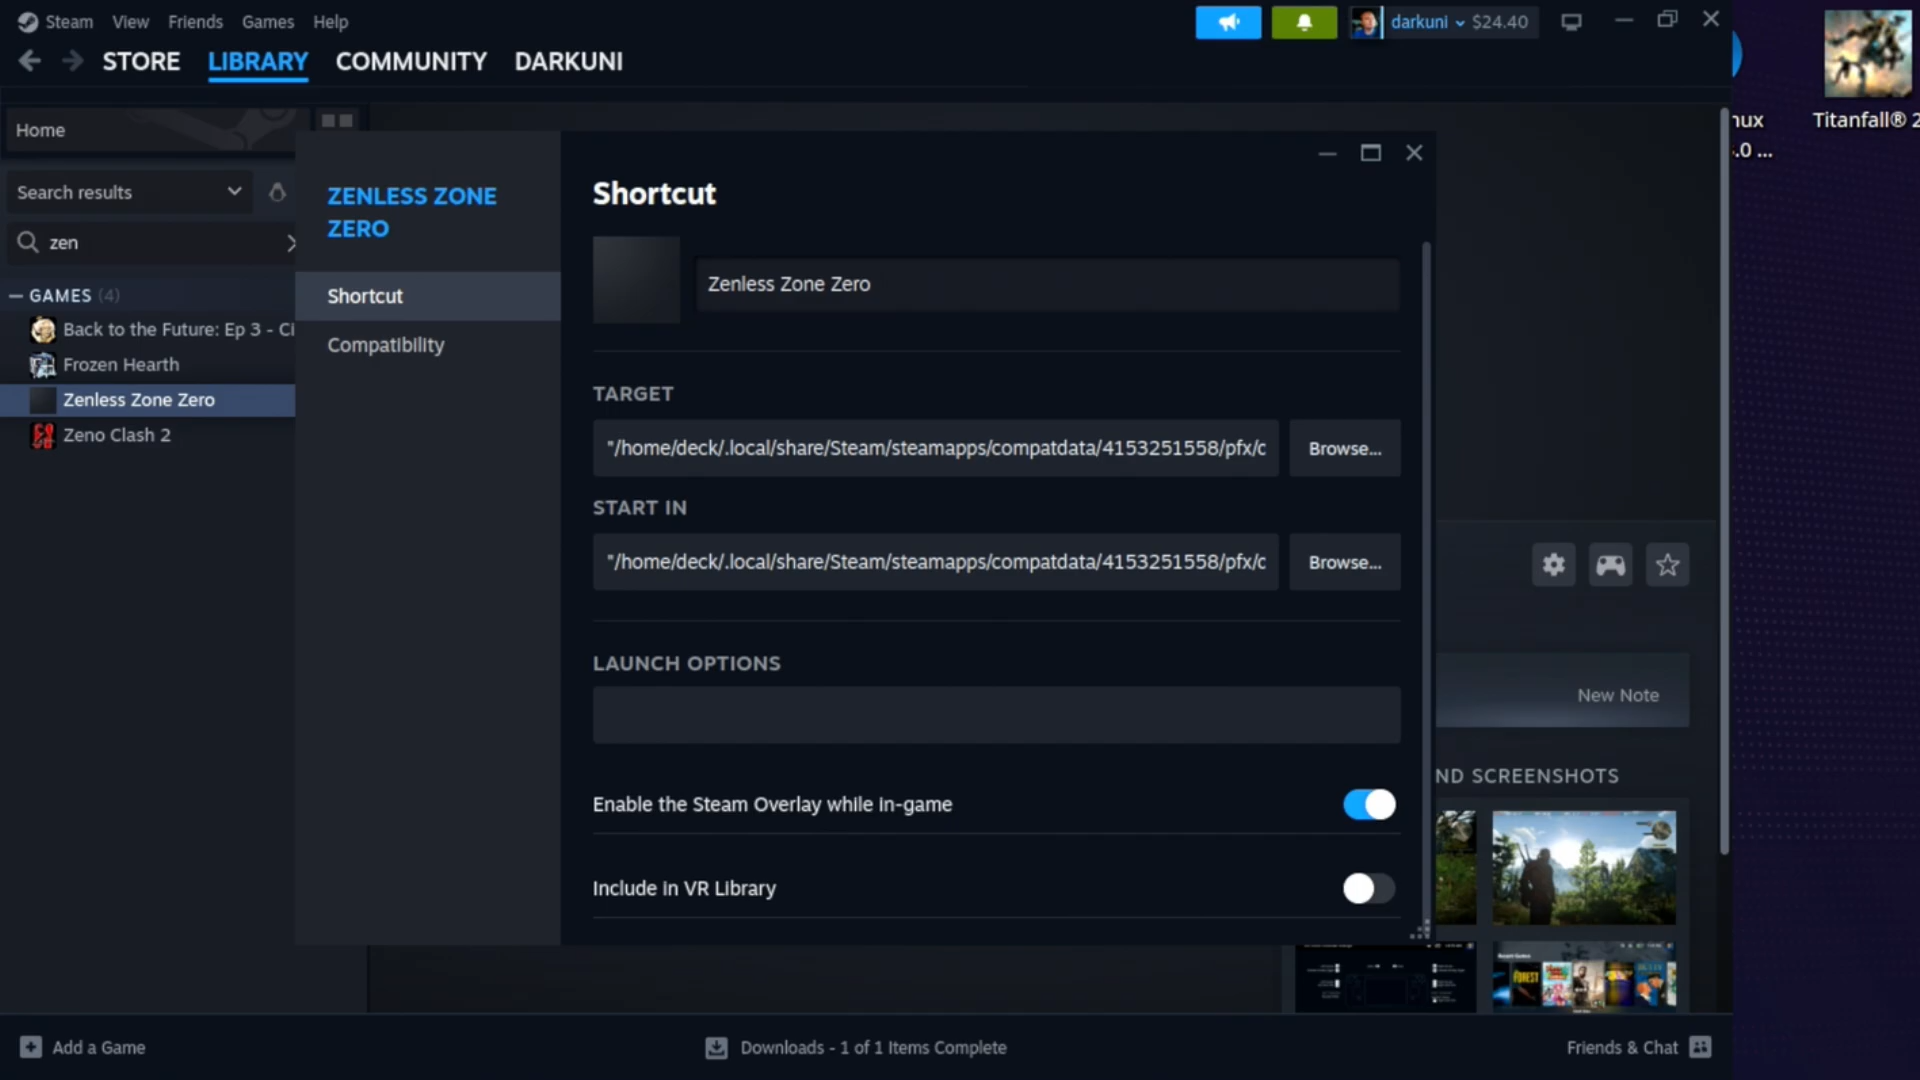 Steam View Friends Games Help
darkuni $24.40
STORE LIBRARY COMMUNITY DARKUNI
Titanfall® 2
nux
.0 ...
Home
Search results
zen
GAMES (4)
Back to the Future: Ep 3 - Ci
Frozen Hearth
Zenless Zone Zero
Zeno Clash 2
ZENLESS ZONE
ZERO
Shortcut
Compatibility
Shortcut
Zenless Zone Zero
TARGET
"/home/deck/.local/share/Steam/steamapps/compatdata/4153251558/pfx/c
Browse...
START IN
"/home/deck/.local/share/Steam/steamapps/compatdata/4153251558/pfx/c
Browse...
LAUNCH OPTIONS
Enable the Steam Overlay while in-game
Include in VR Library
New Note
ND SCREENSHOTS
FOREST
Add a Game
Downloads - 1 of 1 Items Complete
Friends & Chat